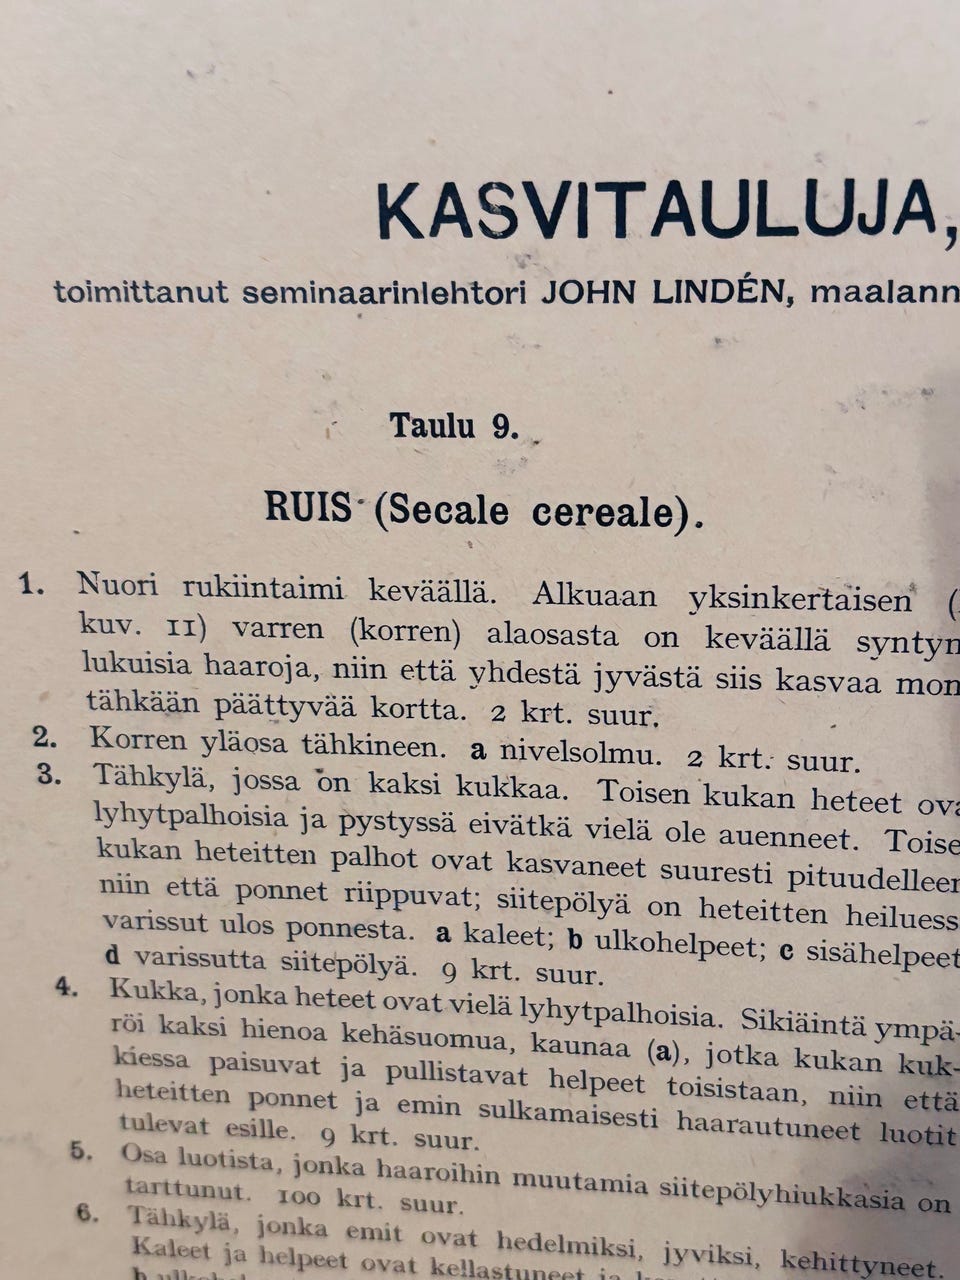 KASVITAULUJA,
toimittanut seminaarinlehtori JOHN LINDÉN, maalann
Taulu 9.
RUIS (Secale cereale).
1. Nuori rukiintaimi keväällä. Alkuaan yksinkertaisen (
kuv. 11) varren (korren) alaosasta on keväällä syntyn
lukuisia haaroja, niin että yhdestä jyvästä siis kasvaa mon
tähkään päättyvää kortta. 2 krt. suur.
2. Korren yläosa tähkineen. a nivelsolmu. 2 krt. suur.
3. Tähkylä, jossa on kaksi kukkaa. Toisen kukan heteet ova
lyhytpalhoisia ja pystyssä eivätkä vielä ole auenneet. Toise
kukan heteitten palhot ovat kasvaneet suuresti pituudelleen
niin että ponnet riippuvat; siitepölyä on heteitten heiluess
varissut ulos ponnesta. a kaleet; b ulkohelpeet; c sisähelpeet
d varissutta siitepölyä. 9 krt. suur.
4. Kukka, jonka heteet ovat vielä lyhytpalhoisia. Sikiäintä ympä-
röi kaksi hienoa kehäsuomua, kaunaa (a), jotka kukan kuk-
kiessa paisuvat ja pullistavat helpeet toisistaan, niin että
heteitten ponnet ja emin sulkamaisesti haarautuneet luotit
tulevat esille. 9 krt. suur.
5. Osa luotista, jonka haaroihin muutamia siitepölyhiukkasia on
tarttunut. 100 krt. suur.
6. Tähkylä, jonka emit ovat hedelmiksi, jyviksi, kehittyneet.
Kaleet ja helpeet ovat kellastuneet ja